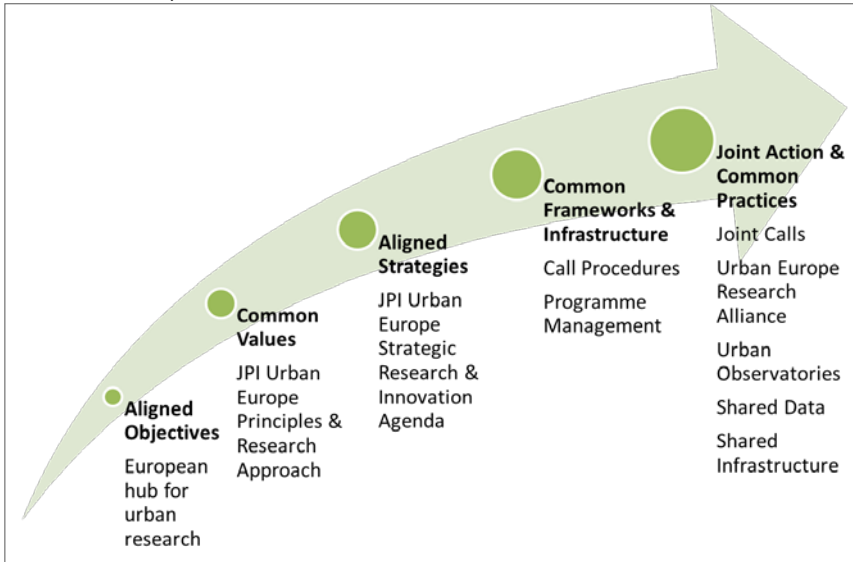 Aligned
Objectives
European
hub for
urban
research
Common
Values
JPI Urban
Europe
Principles &
Research
Approach
Aligned
Strategies
JPI Urban
Europe
Strategic
Research &
Innovation
Agenda
Common
Frameworks &
Infrastructure
Call Procedures
Programme
Management
Joint Action &
Common
Practices
Joint Calls
Urban Europe
Research
Alliance
Urban
Observatories
Shared Data
Shared
Infrastructure